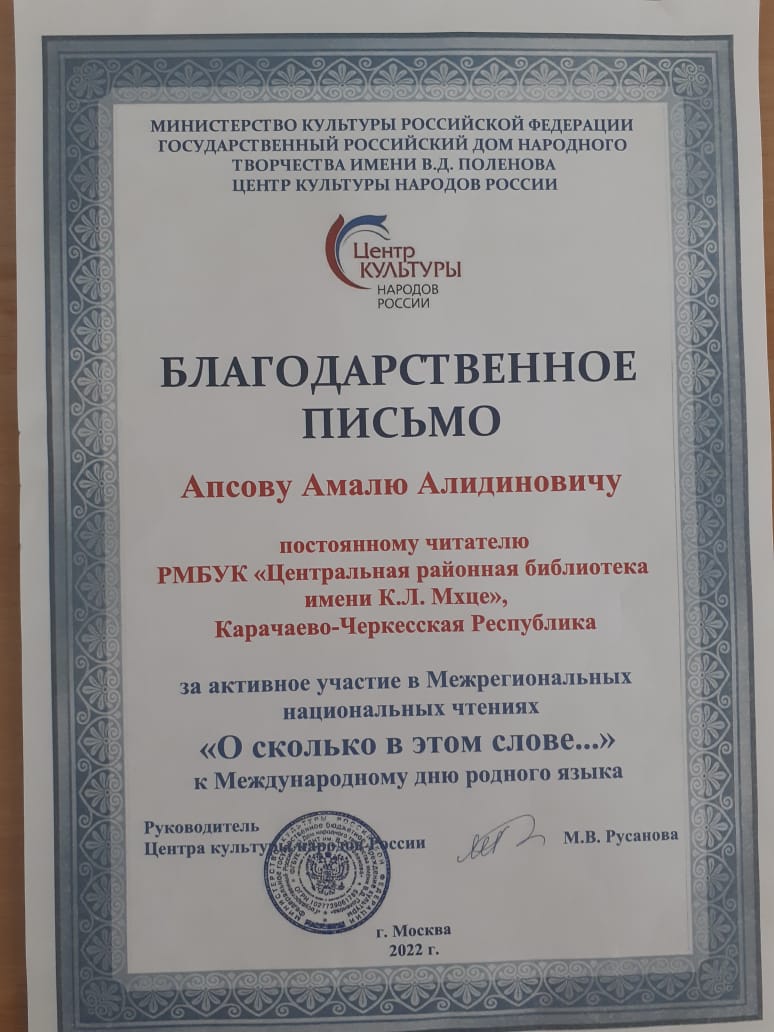 МИНИСТЕРСТВО КУЛЬТУРЫ РОССИЙСКОЙ ФЕДЕРАЦИИ
ГОСУДАРСТВЕННЫЙ РОССИЙСКИЙ ДОМ НАРОДНОГО
ТВОРЧЕСТВА ИМЕНИ В.Д. ПОЛЕНОВА
ЦЕНТР КУЛЬТУРЫ НАРОДОВ РОССИИ
Центр
КУЛЬТУРЫ
НАРОДОВ
РОССИИ
БЛАГОДАРСТВЕННОЕ
ПИСЬМО
Апсову Амалю Алидиновичу
постоянному читателю
РМБУК «Центральная районная библиотека
имени К.Л. Мхце»,
Карачаево-Черкесская Республика
за активное участие в Межрегиональных
национальных чтениях
«О сколько в этом слове...»
к Международному дню родного языка
Руководитель
Центра культуры народов России
М.В. Русанова
г. Москва
2022 г.